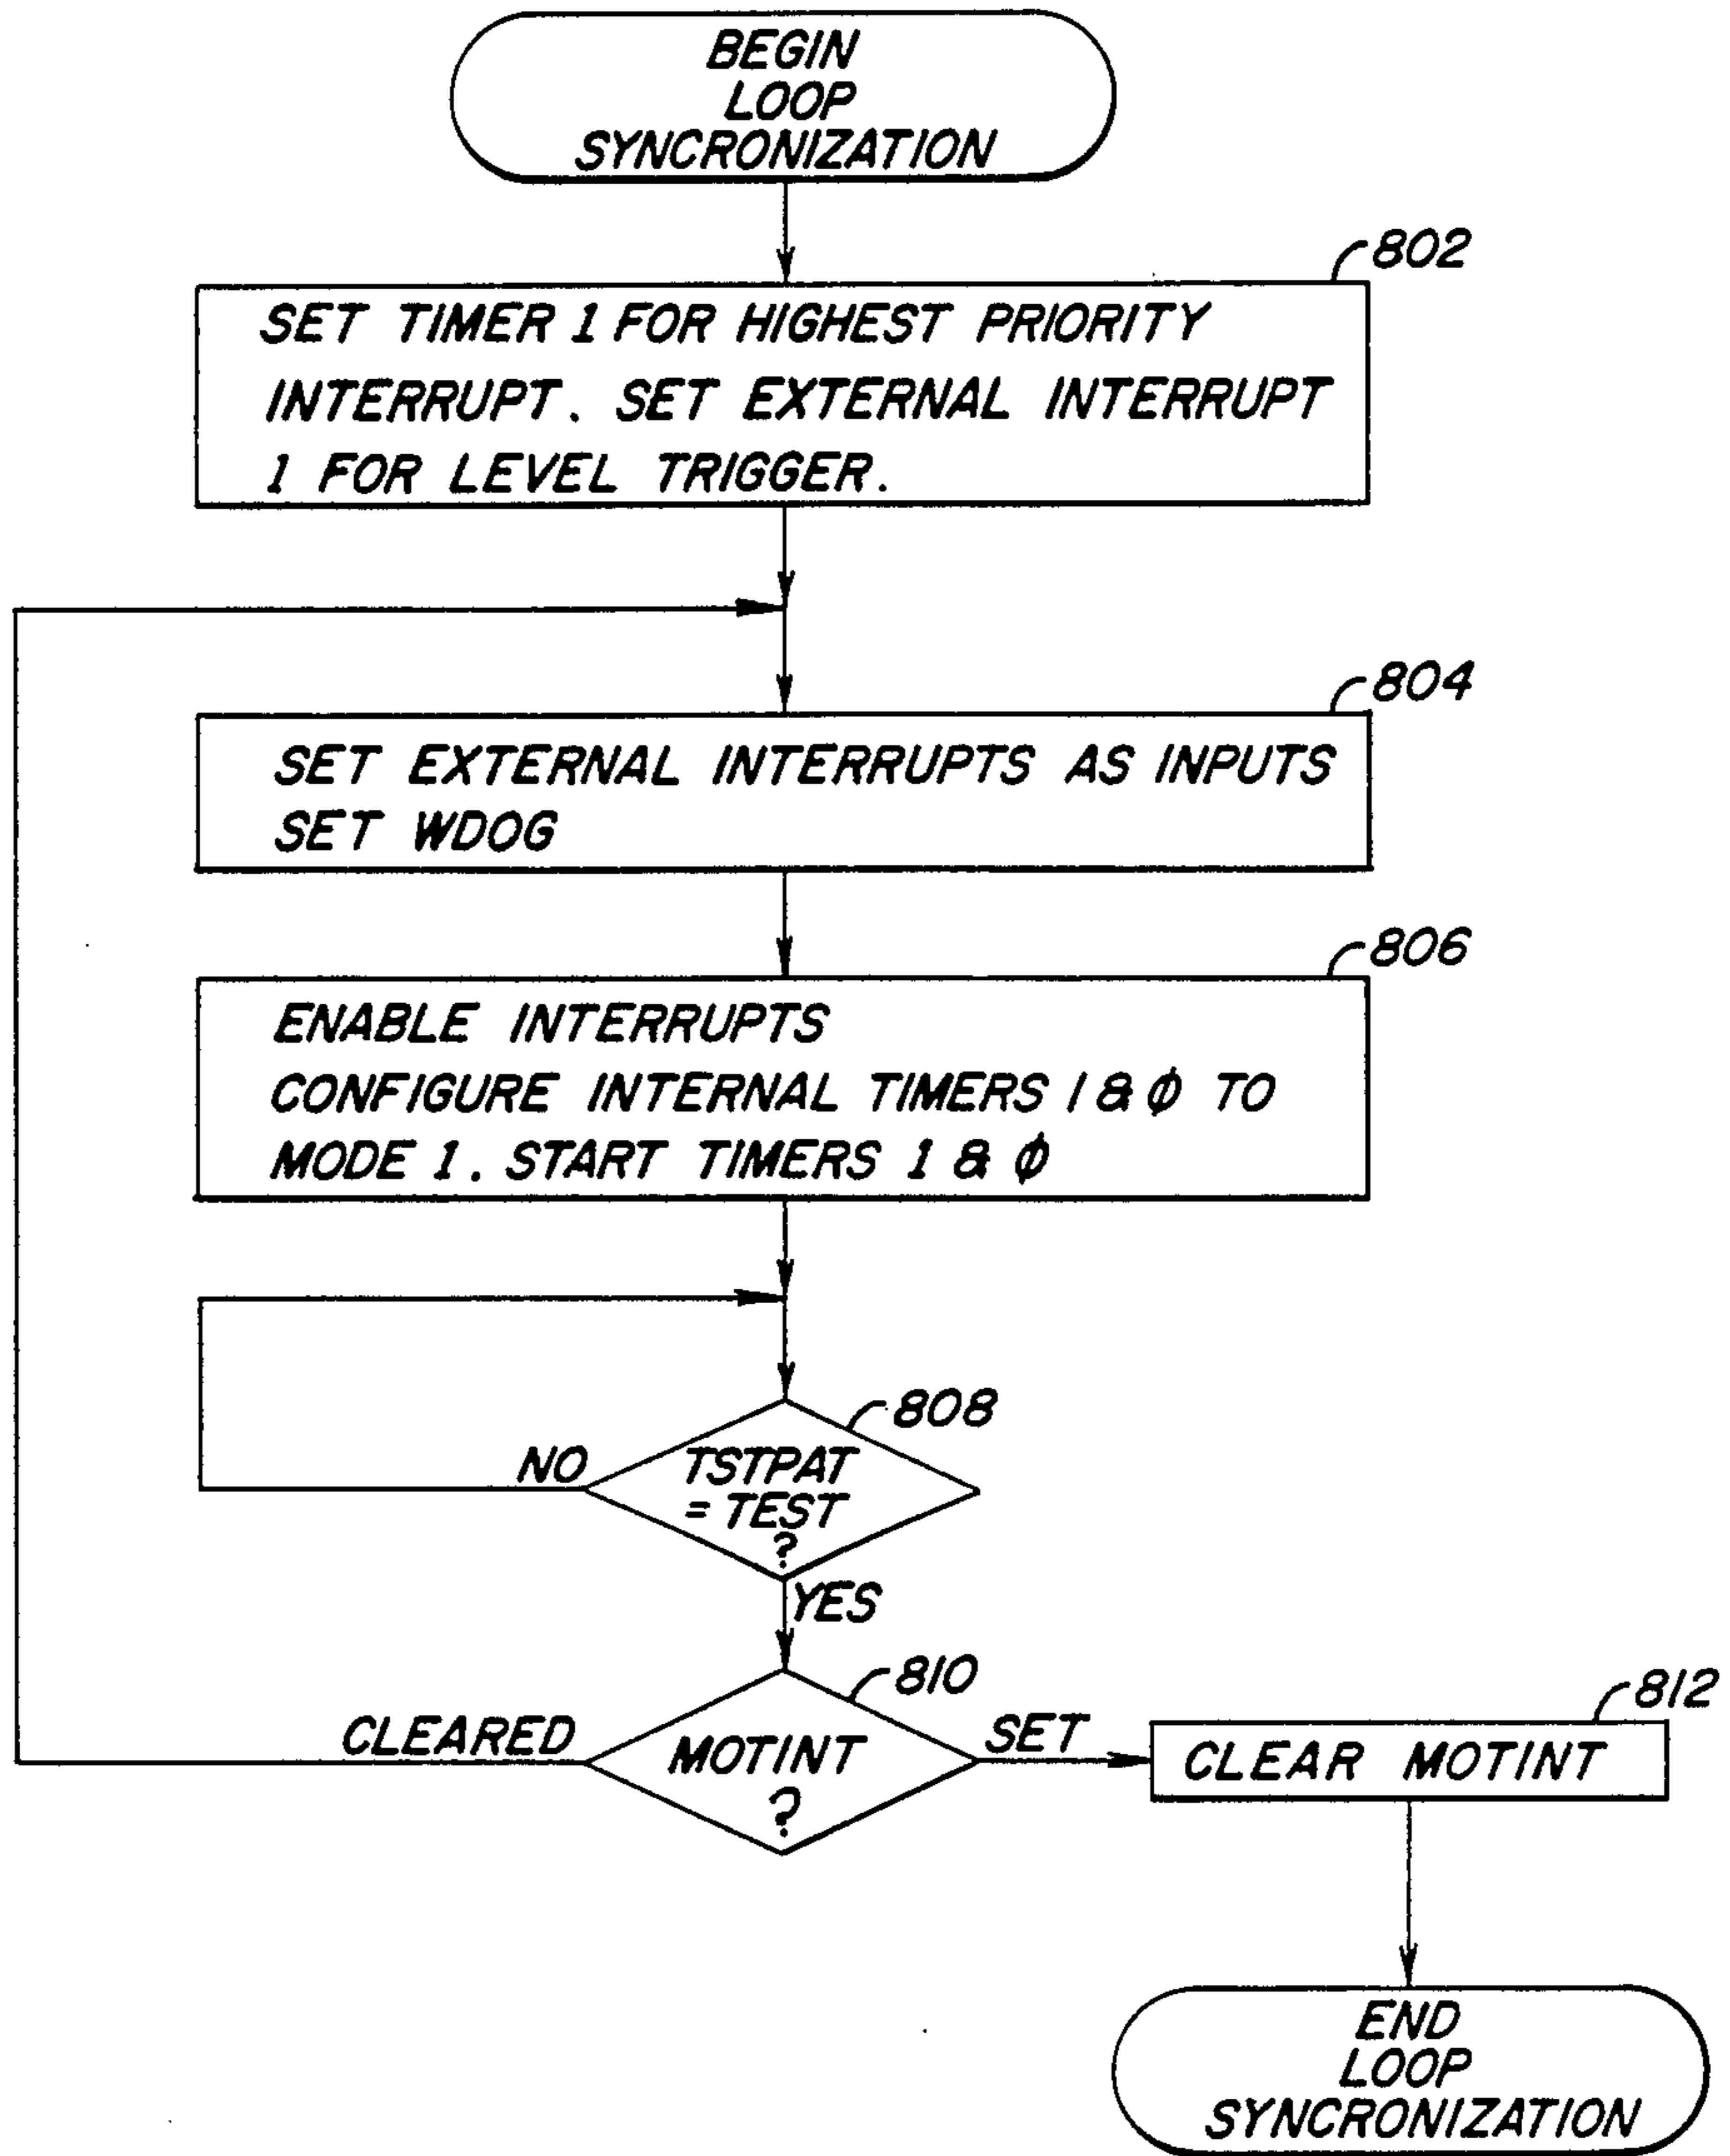 BEGIN
LOOP
SYNCRONIZATION
802
SET TIMER 1 FOR HIGHEST PRIORITY
INTERRUPT. SET EXTERNAL INTERRUPT
1 FOR LEVEL TRIGGER.
804
SET EXTERNAL INTERRUPTS AS INPUTS
SET WDOG
806
ENABLE INTERRUPTS
CONFIGURE INTERNAL TIMERS 1 & ϕ TO
MODE 1. START TIMERS 1 & ϕ
808
NO
TSTPAT
= TEST
?
YES
810
812
CLEARED
MOTINT
?
SET
CLEAR MOTINT
END
LOOP
SYNCRONIZATION